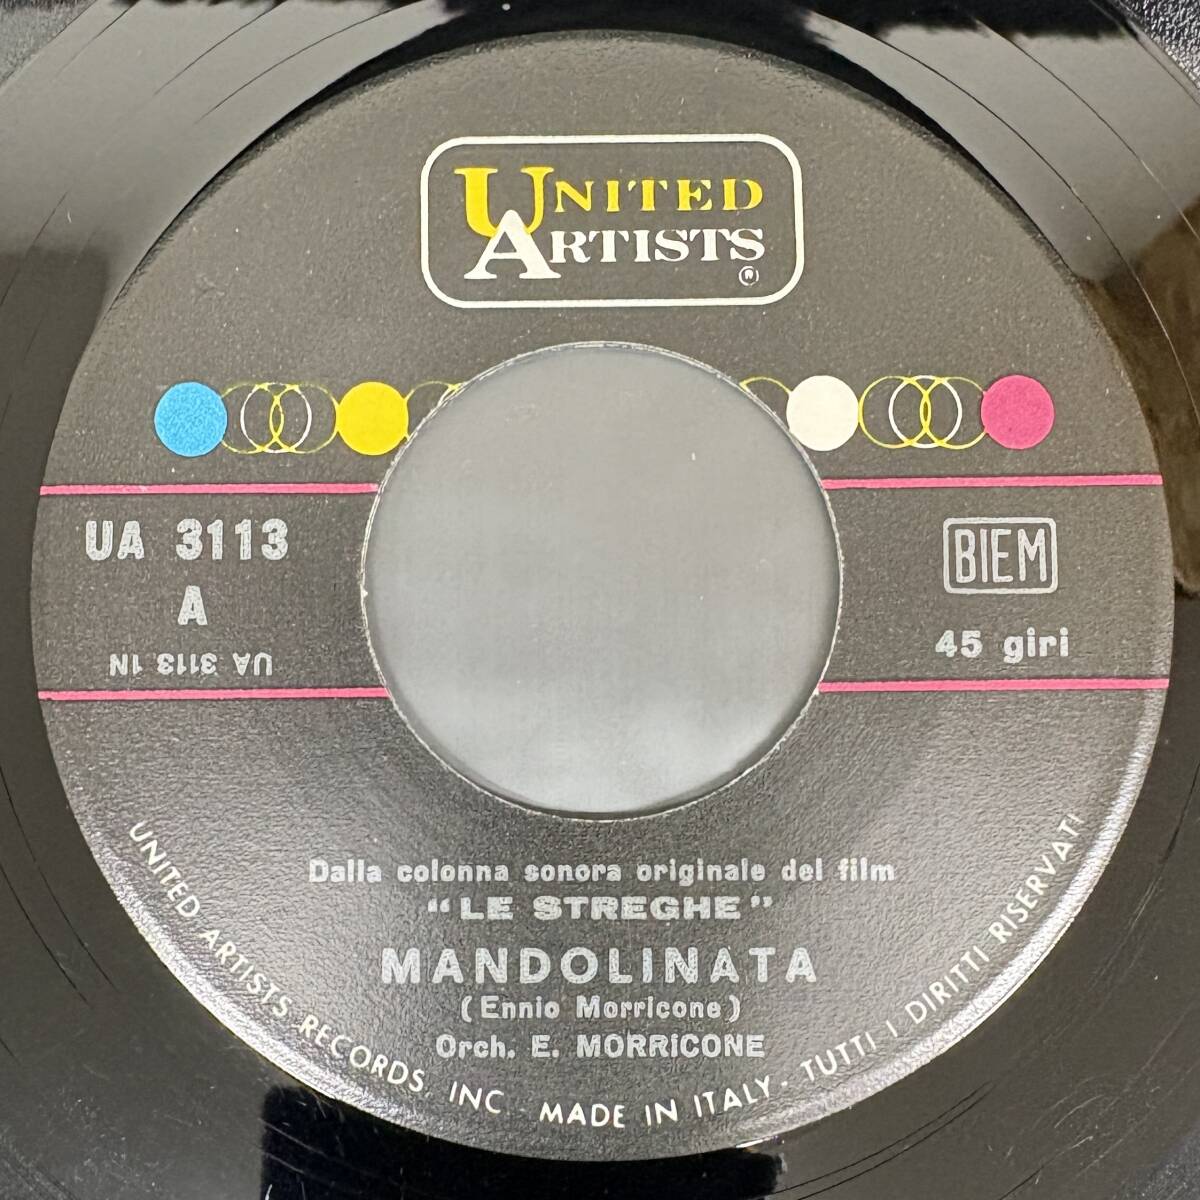 UNITED
ARTISTS
®
UA 3113
A
UA 3113 1N
BIEM
45 giri
Dalla colonna sonora originale del film
"LE STREGHE"
MANDOLINATA
(Ennio Morricone)
Orch. E. MORRICONE
UNITED ARTISTS RECORDS, INC - MADE IN ITALY - TUTTI I DIRITTI RISERVATI